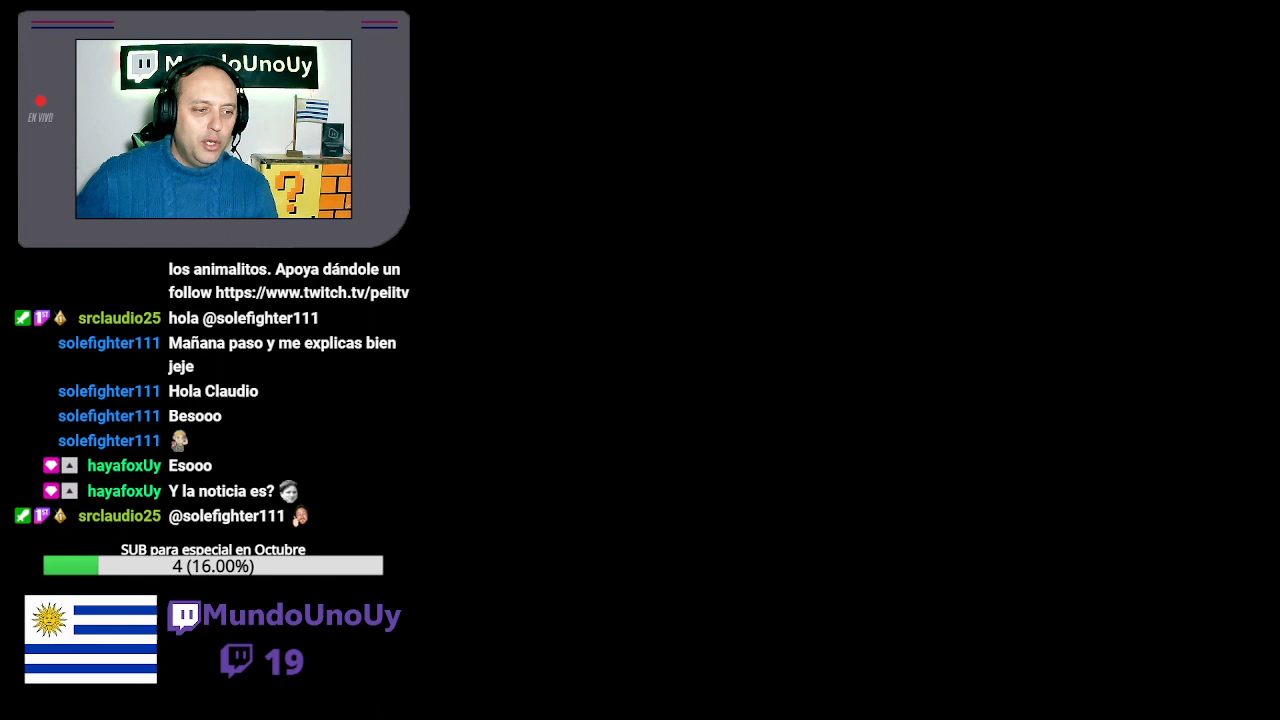 MundoUnoUy
EN VIVO
los animalitos. Apoya dándole un
follow https://www.twitch.tv/peiitv
srclaudio25 hola @solefighter111
solefighter111 Mañana paso y me explicas bien
jeje
solefighter111 Hola Claudio
solefighter111 Besooo
solefighter111
hayafoxUy Esooo
hayafoxUy Y la noticia es?
srclaudio25 @solefighter111
SUB para especial en Octubre
4 (16.00%)
MundoUnoUy
19